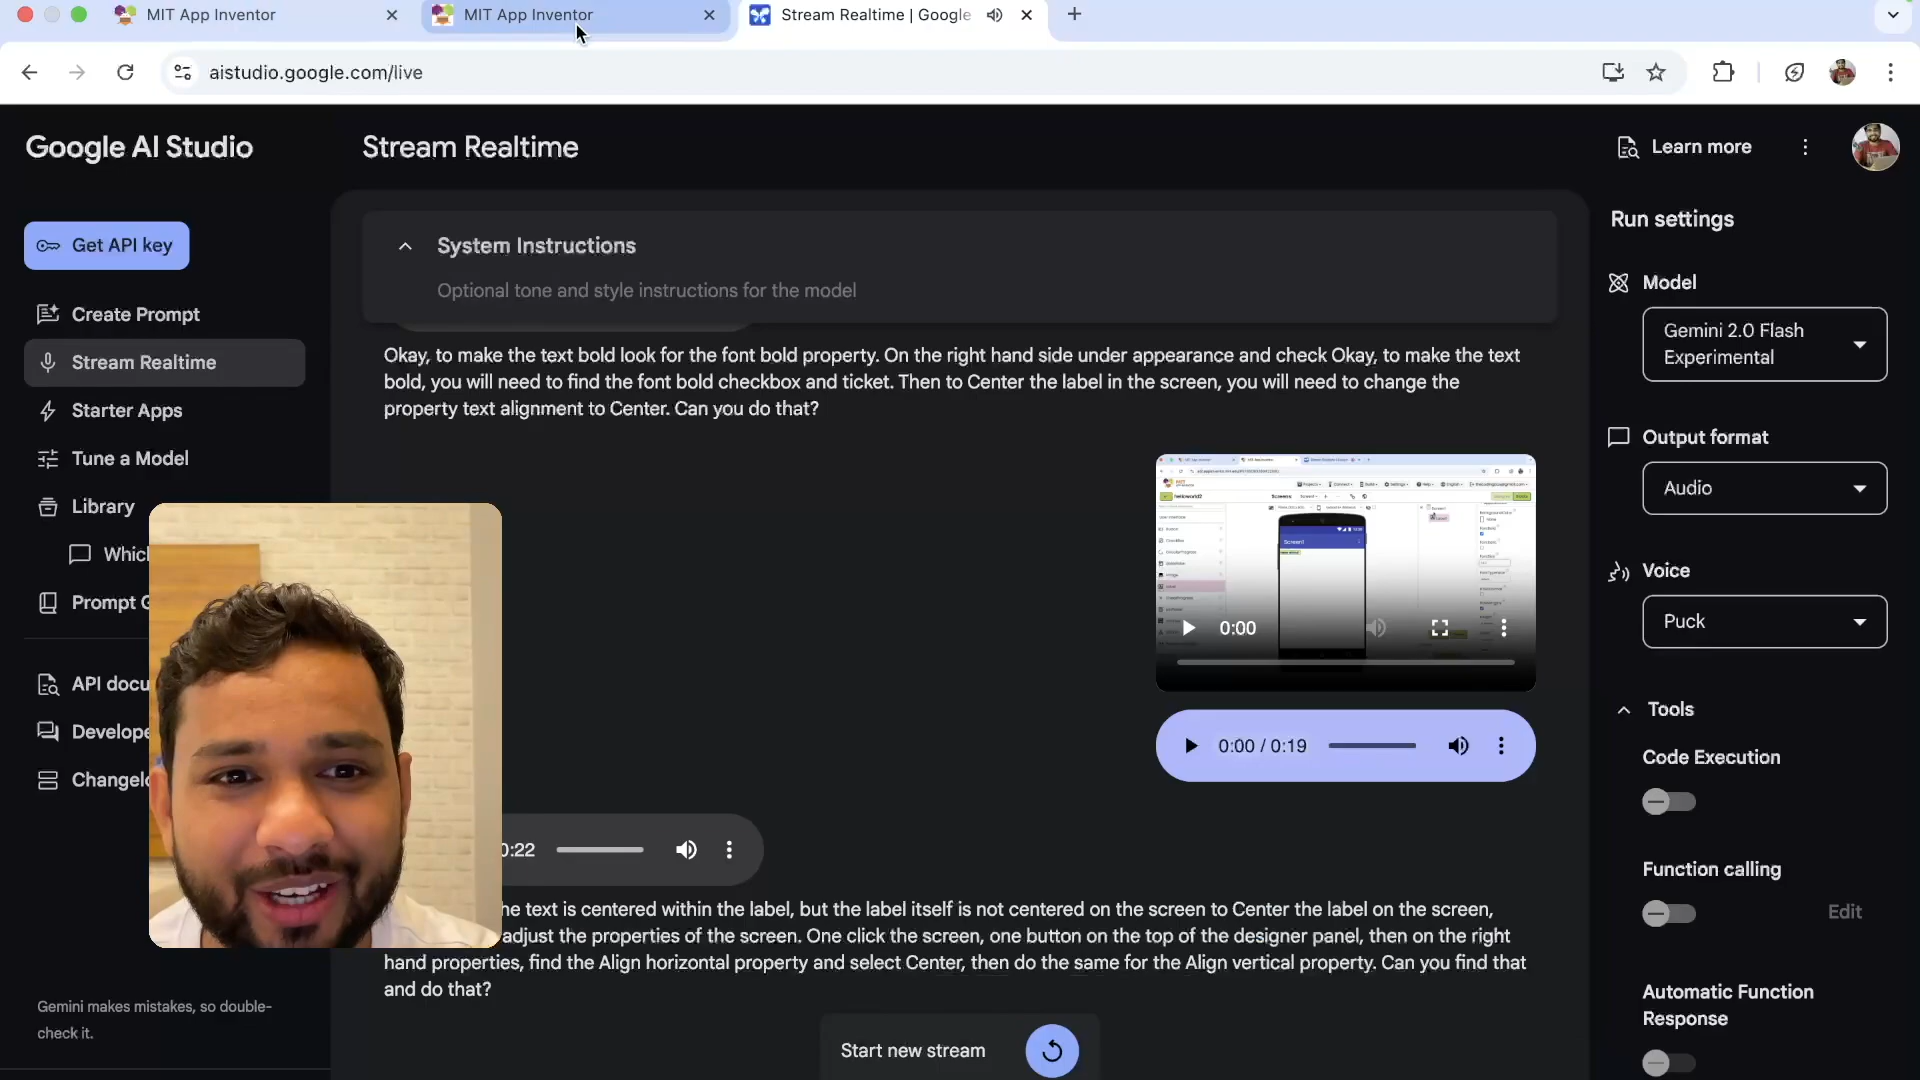 MIT App Inventor
MIT App Inventor
Stream Realtime | Google
aistudio.google.com/live
Google AI Studio
Stream Realtime
Learn more
Get API key
Create Prompt
Stream Realtime
Starter Apps
Tune a Model
Library
Whicl
Prompt G
API docu
Develope
Changelo
Gemini makes mistakes, so double-
check it.
System Instructions
Optional tone and style instructions for the model
Okay, to make the text bold look for the font bold property. On the right hand side under appearance and check Okay, to make the text
bold, you will need to find the font bold checkbox and ticket. Then to Center the label in the screen, you will need to change the
property text alignment to Center. Can you do that?
Screen1
0:00
0:00 / 0:19
0:22
he text is centered within the label, but the label itself is not centered on the screen to Center the label on the screen,
adjust the properties of the screen. One click the screen, one button on the top of the designer panel, then on the right
hand properties, find the Align horizontal property and select Center, then do the same for the Align vertical property. Can you find that
and do that?
Start new stream
Run settings
Model
Gemini 2.0 Flash
Experimental
Output format
Audio
Voice
Puck
Tools
Code Execution
Function calling
Edit
Automatic Function
Response